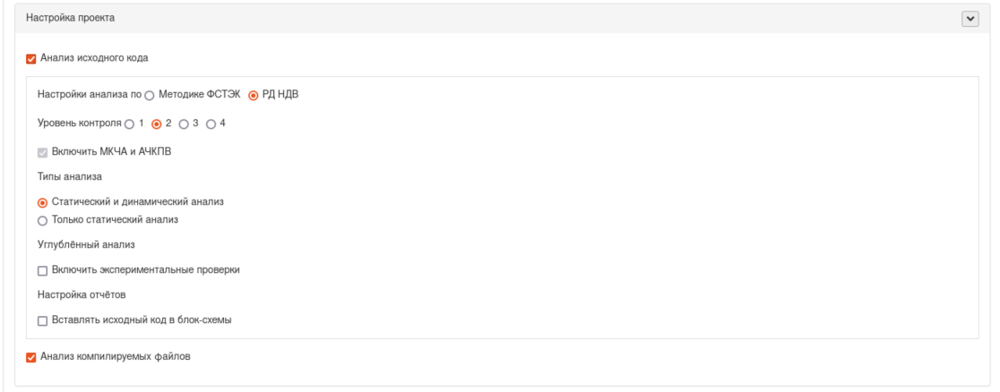 Настройка проекта
Анализ исходного кода
Настройки анализа по Методике ФСТЭК РД НДВ
Уровень контроля 1 2 3 4
Включить МКЧА и АЧКПВ
Типы анализа
Статический и динамический анализ
Только статический анализ
Углублённый анализ
Включить экспериментальные проверки
Настройка отчётов
Вставлять исходный код в блок-схемы
Анализ компилируемых файлов